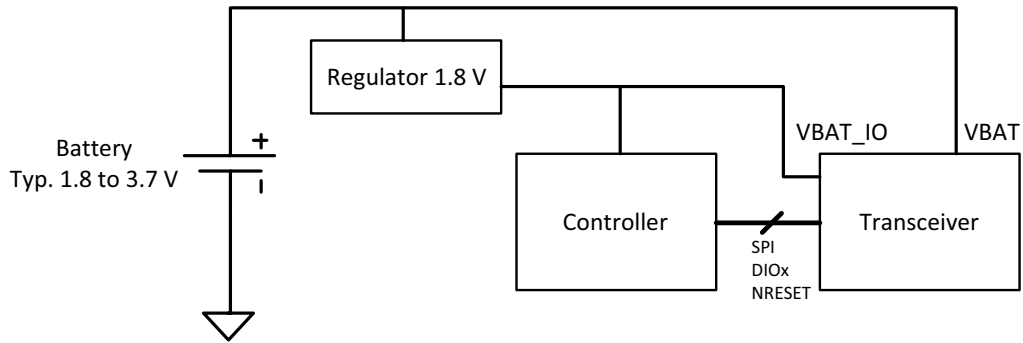 Regulator 1.8 V
VBAT_IO
VBAT
Battery
Typ. 1.8 to 3.7 V
+
Controller
Transceiver
SPI
DIOx
NRESET